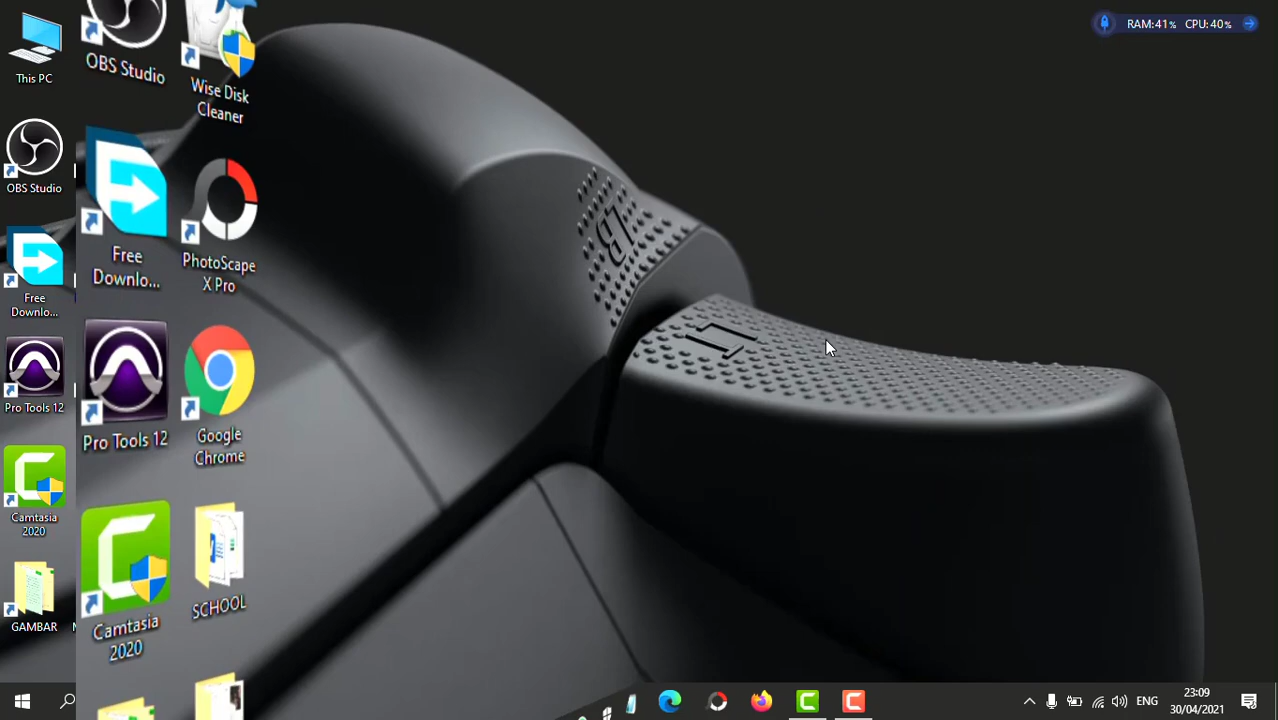 RAM:41% CPU:40%
This PC
OBS Studio
Free
Downlo...
Pro Tools 12
Camtasia
2020
GAMBAR
OBS Studio
Free
Downlo...
Pro Tools 12
Camtasia
2020
Wise Disk
Cleaner
PhotoScape
X Pro
Google
Chrome
SCHOOL
LB
LT
ENG
23:09
30/04/2021